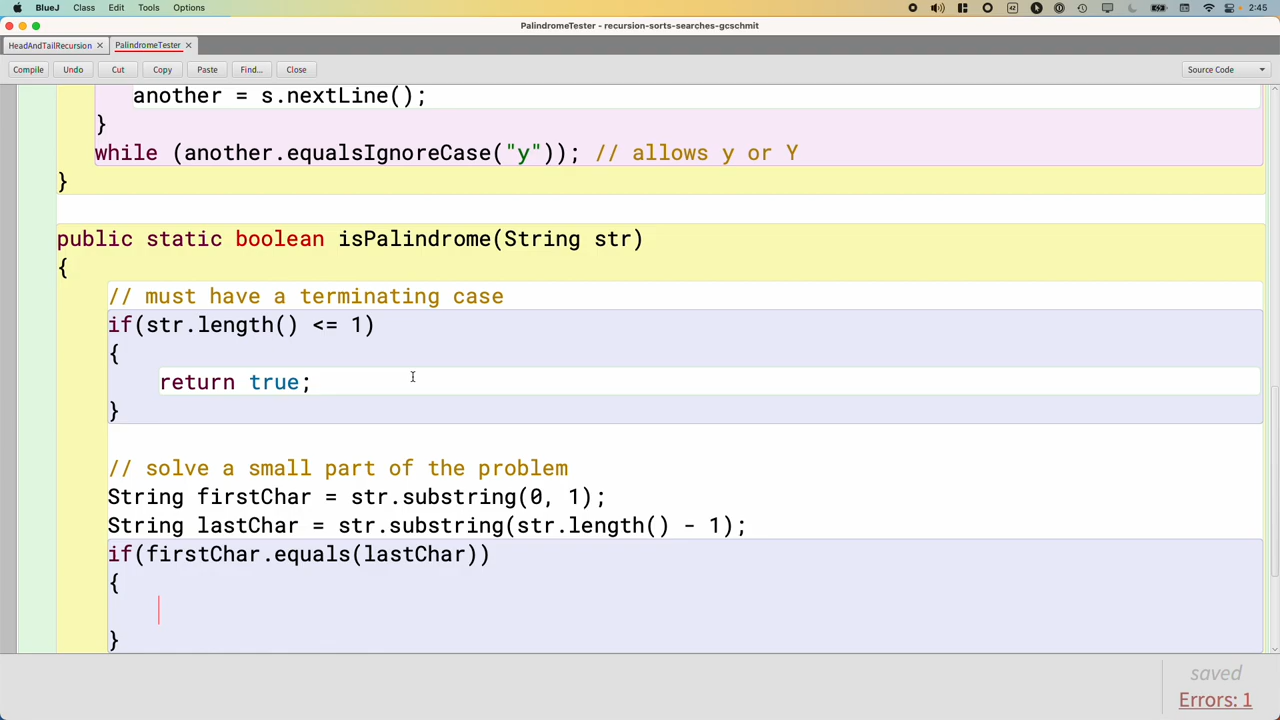 BlueJ Class Edit Tools Options 42 2:45
PalindromeTester - recursion-sorts-searches-gcschmit
HeadAndTailRecursion × PalindromeTester ×
Compile Undo Cut Copy Paste Find... Close Source Code
another = s.nextLine();
}
while (another.equalsIgnoreCase("y")); // allows y or Y
}
public static boolean isPalindrome(String str)
{
// must have a terminating case
if(str.length() <= 1)
{
return true;
}
// solve a small part of the problem
String firstChar = str.substring(0, 1);
String lastChar = str.substring(str.length() - 1);
if(firstChar.equals(lastChar))
{
}
saved
Errors: 1